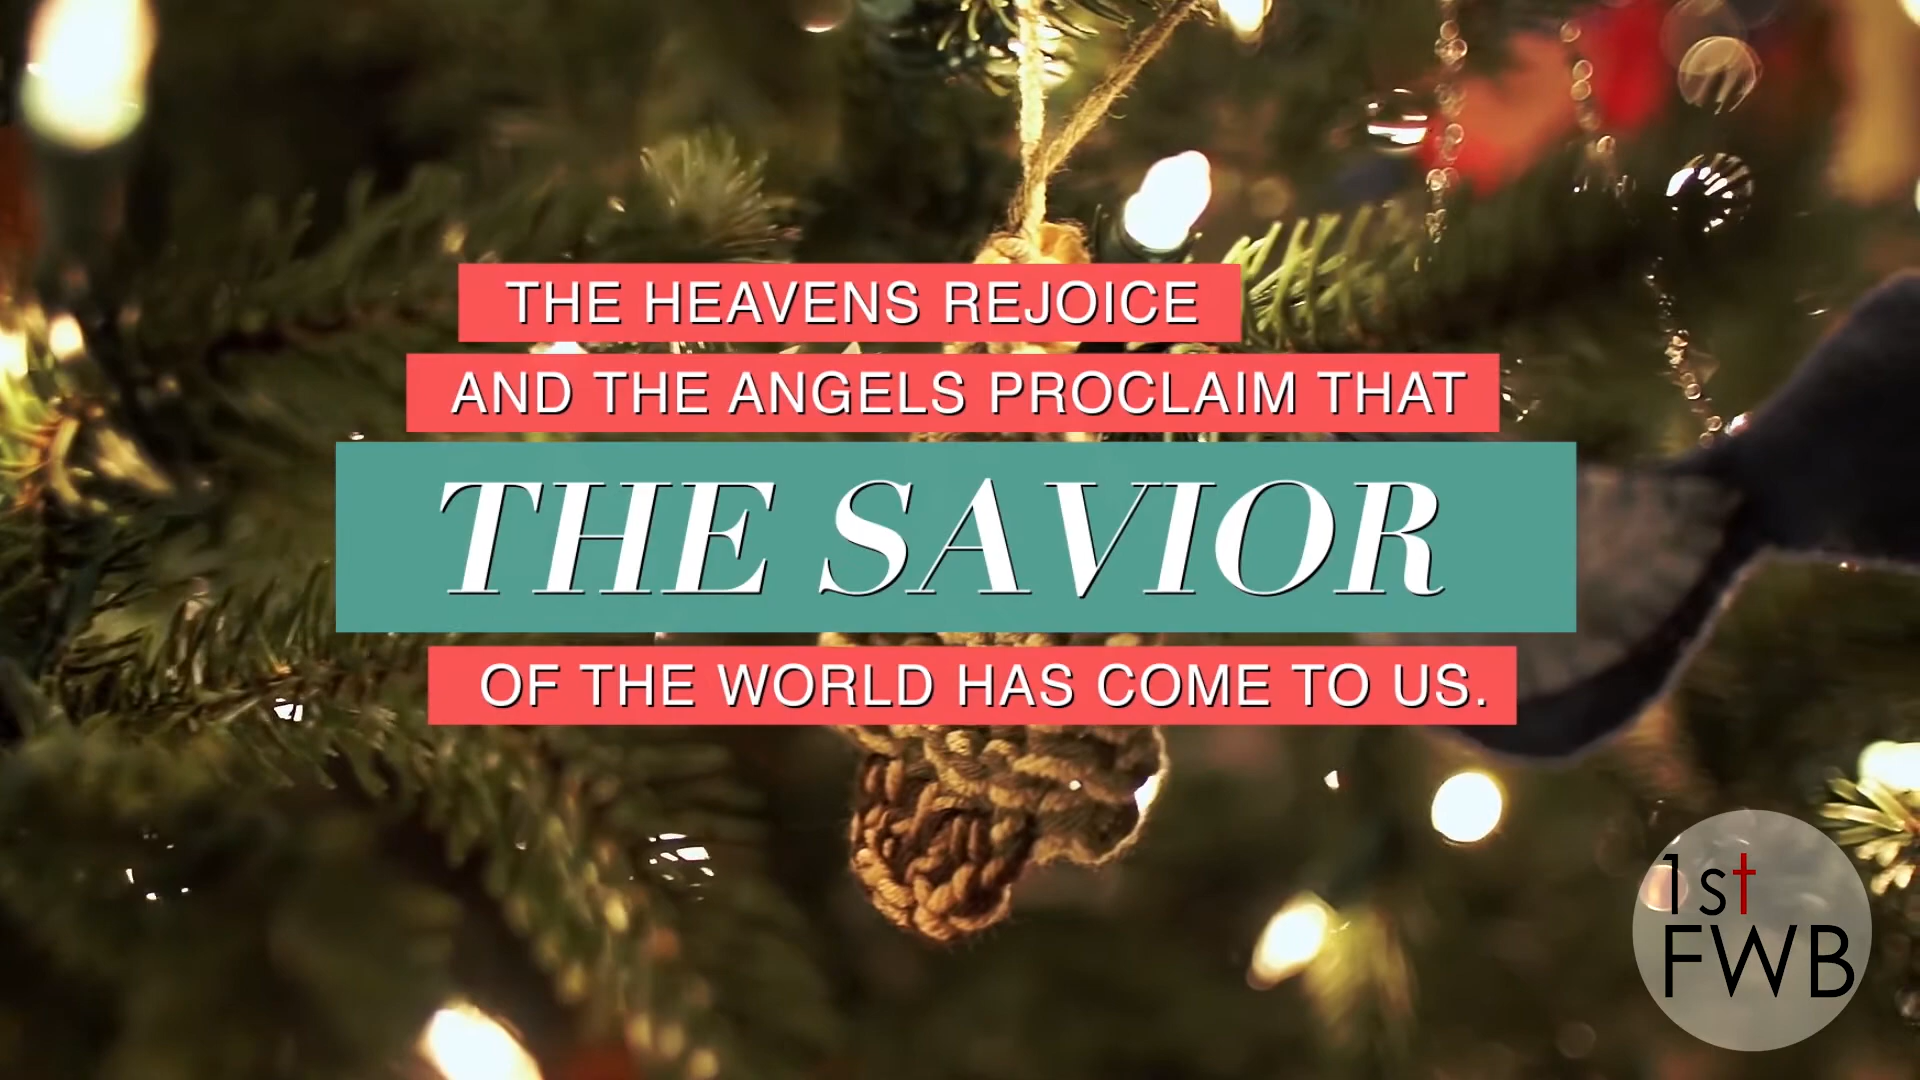 THE HEAVENS REJOICE
AND THE ANGELS PROCLAIM THAT
THE SAVIOR
OF THE WORLD HAS COME TO US.
1st
FWB